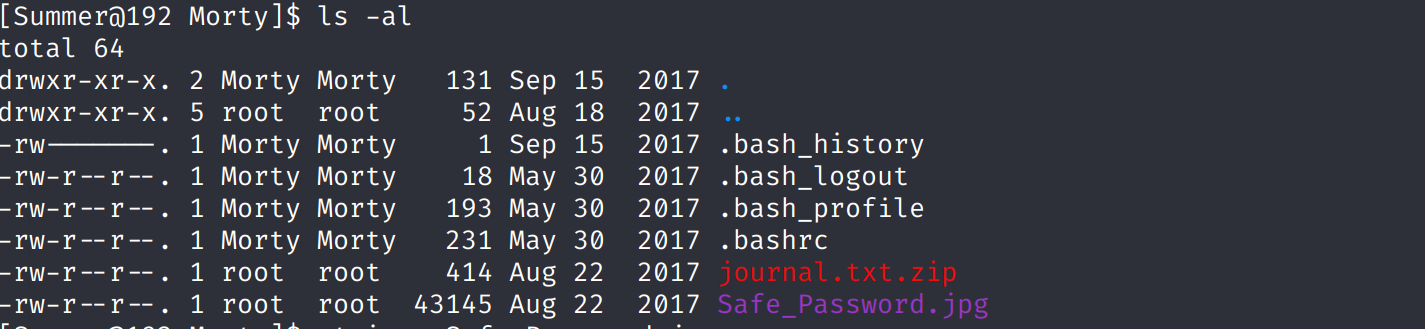 [Summer@192 Morty]$ ls -al
total 64
drwxr-xr-x. 2 Morty Morty   131 Sep 15  2017 .
drwxr-xr-x. 5 root  root     52 Aug 18  2017 ..
-rw-------. 1 Morty Morty     1 Sep 15  2017 .bash_history
-rw-r--r--. 1 Morty Morty    18 May 30  2017 .bash_logout
-rw-r--r--. 1 Morty Morty   193 May 30  2017 .bash_profile
-rw-r--r--. 1 Morty Morty   231 May 30  2017 .bashrc
-rw-r--r--. 1 root  root    414 Aug 22  2017 journal.txt.zip
-rw-r--r--. 1 root  root  43145 Aug 22  2017 Safe_Password.jpg